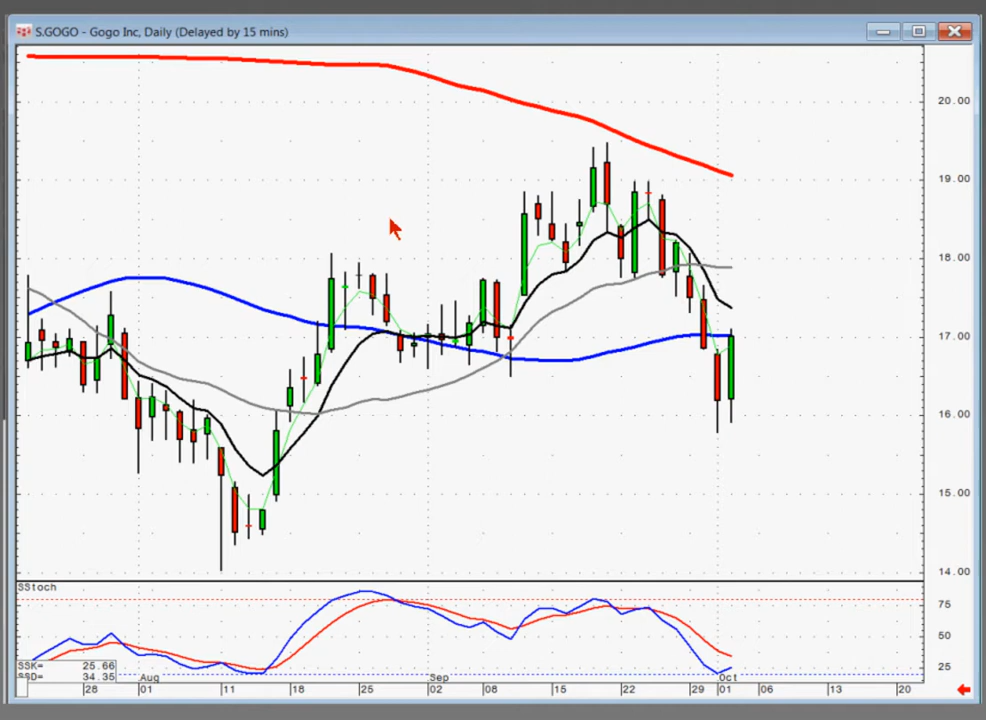 S.GOGO - Gogo Inc, Daily (Delayed by 15 mins)
20.00
19.00
18.00
17.00
16.00
15.00
14.00
SStoch
75
50
25
SSK= 25.66
SSD= 34.35
Aug Sep Oct
28 01 11 18 25 02 08 15 22 29 01 06 13 20